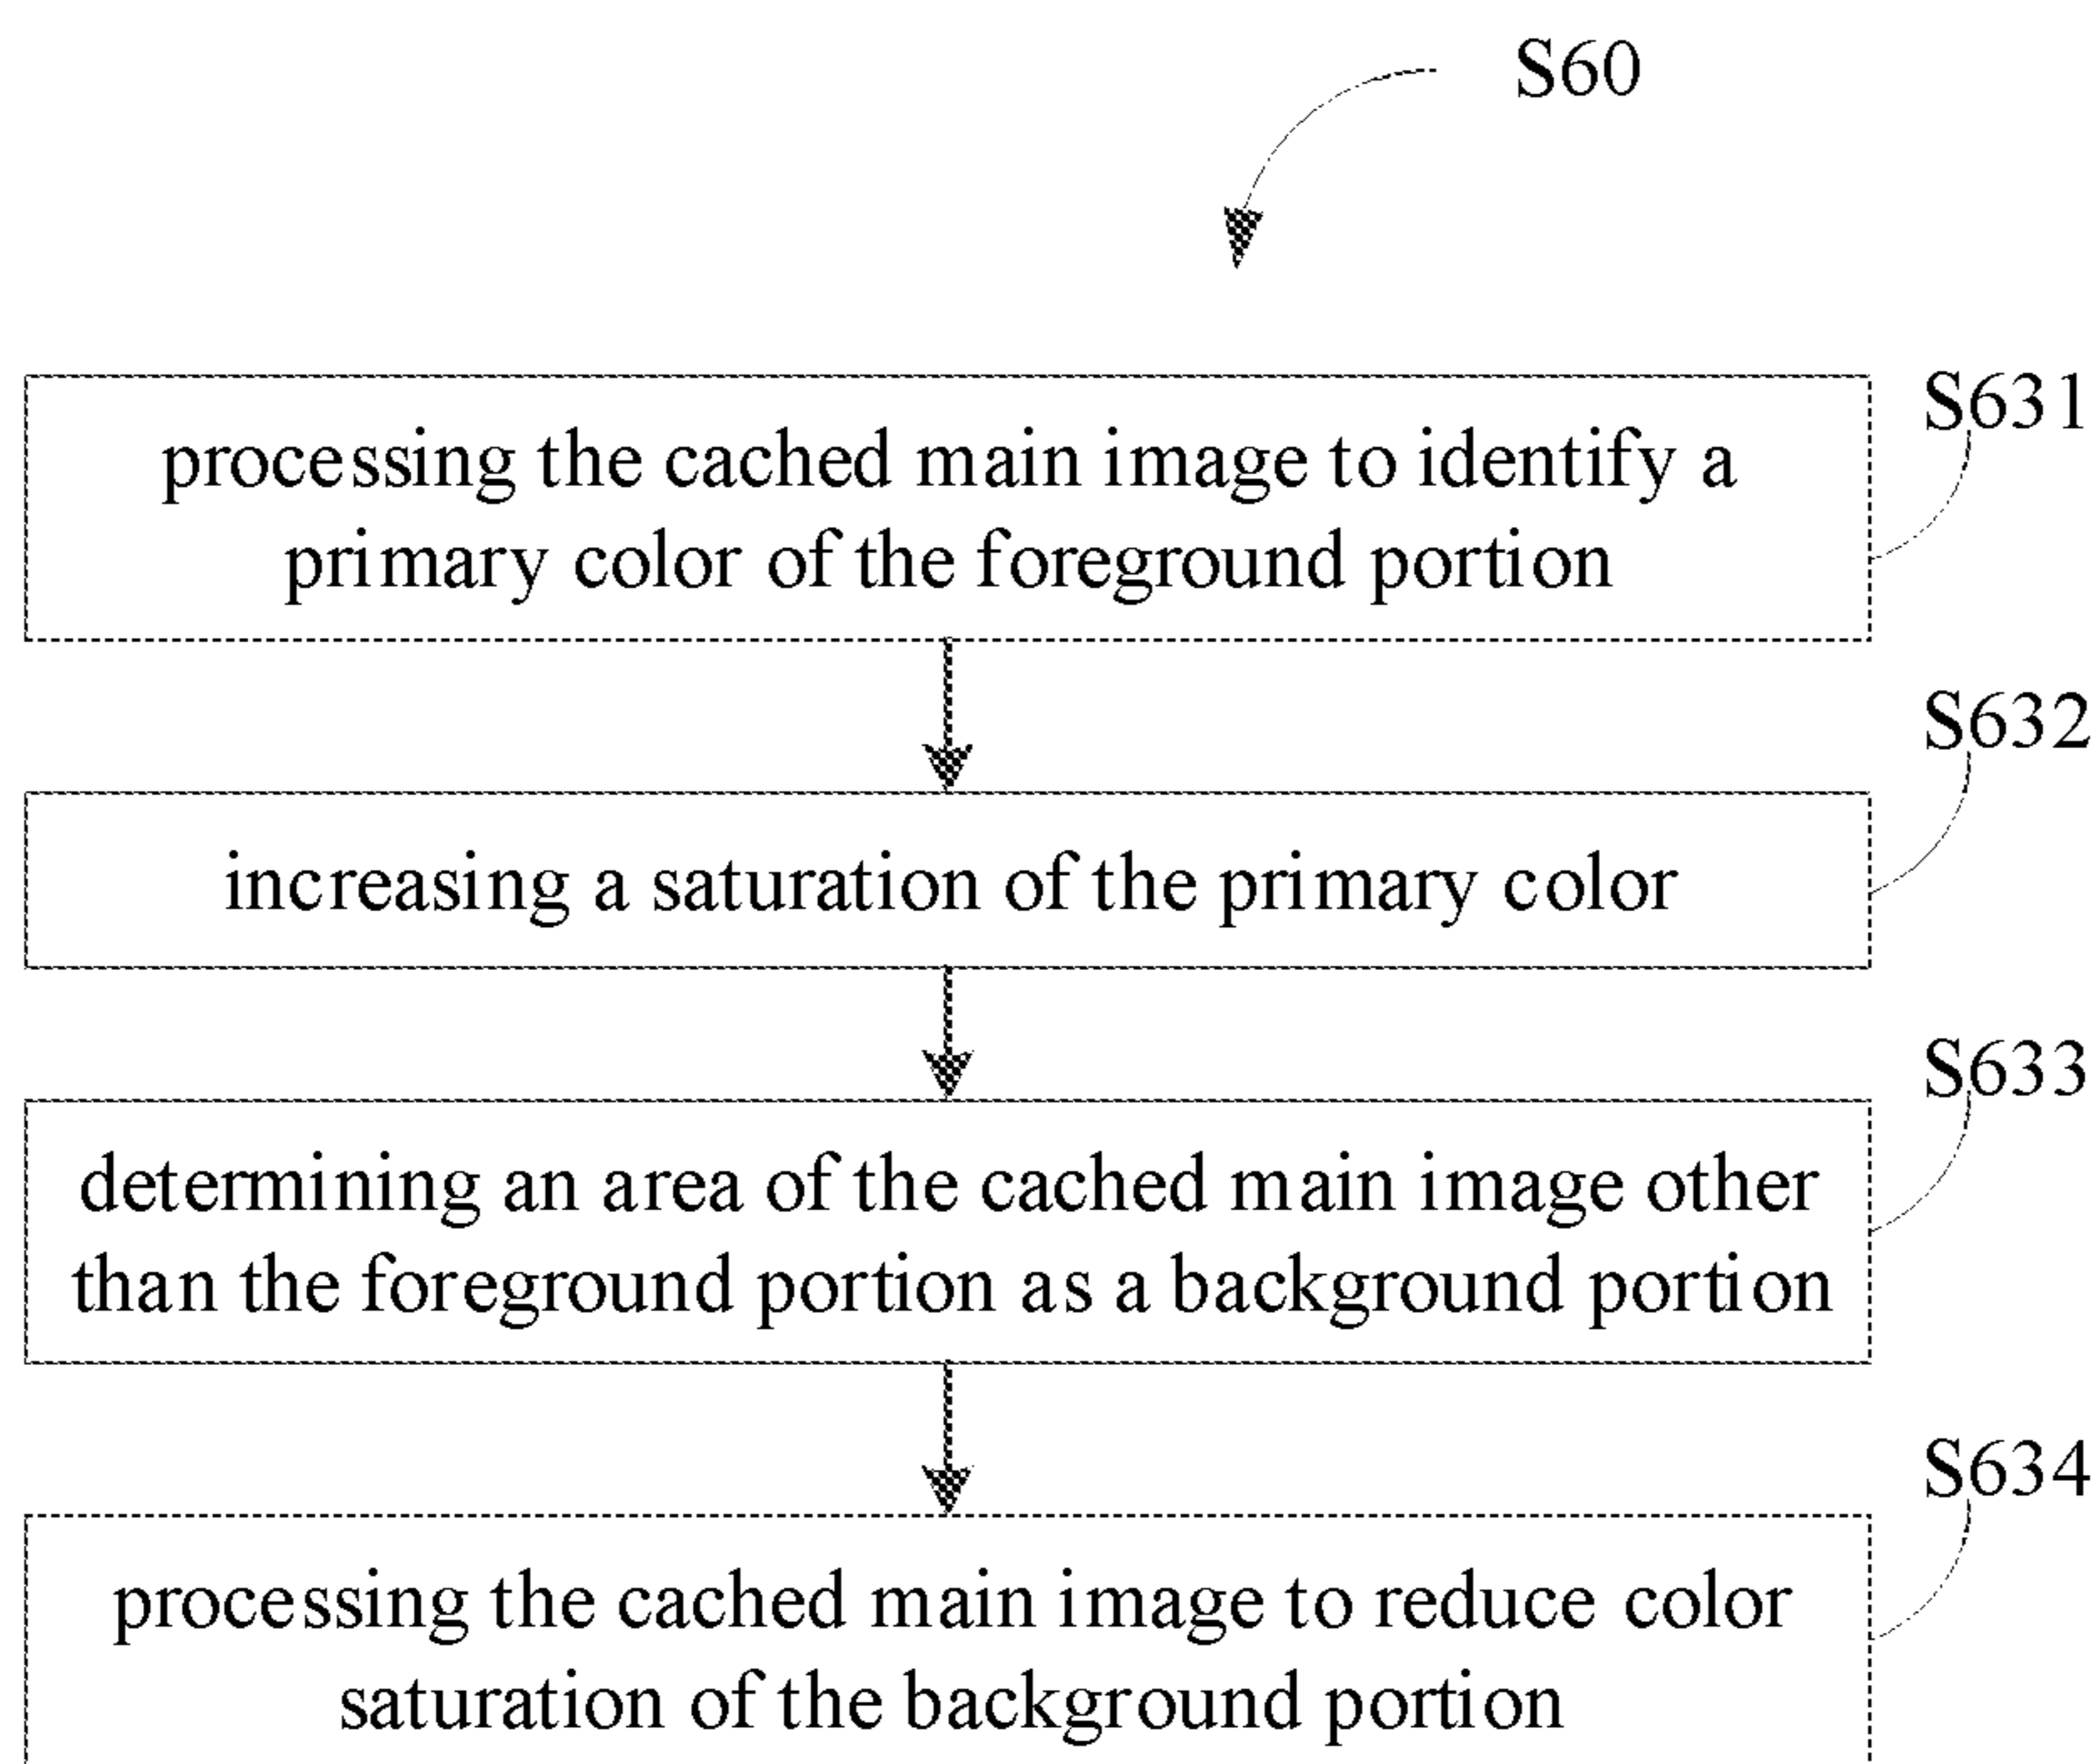 S60
S631
processing the cached main image to identify a
primary color of the foreground portion
S632
increasing a saturation of the primary color
S633
determining an area of the cached main image other
than the foreground portion as a background portion
S634
processing the cached main image to reduce color
saturation of the background portion